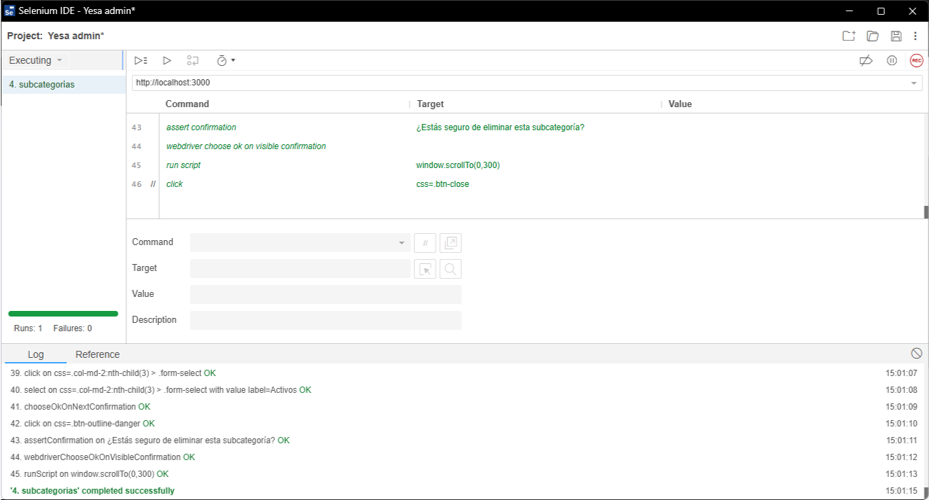 Se Selenium IDE - Yesa admin*
Project: Yesa admin*
Executing
4. subcategorias
REC
http://localhost:3000
Command Target Value
43 assert confirmation ¿Estás seguro de eliminar esta subcategoría?
44 webdriver choose ok on visible confirmation
45 run script window.scrollTo(0,300)
46 // click css=.btn-close
Command //
Target
Value
Description
Runs: 1 Failures: 0
Log Reference
39. click on css=.col-md-2:nth-child(3) > .form-select OK 15:01:07
40. select on css=.col-md-2:nth-child(3) > .form-select with value label=Activos OK 15:01:08
41. chooseOkOnNextConfirmation OK 15:01:09
42. click on css=.btn-outline-danger OK 15:01:10
43. assertConfirmation on ¿Estás seguro de eliminar esta subcategoría? OK 15:01:11
44. webdriverChooseOkOnVisibleConfirmation OK 15:01:12
45. runScript on window.scrollTo(0,300) OK 15:01:13
'4. subcategorias' completed successfully 15:01:15